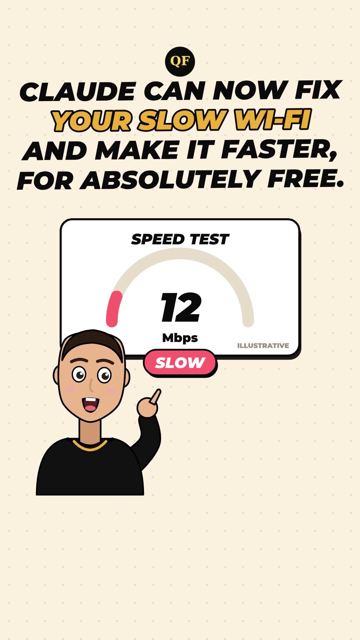 QF
CLAUDE CAN NOW FIX
YOUR SLOW WI-FI
AND MAKE IT FASTER,
FOR ABSOLUTELY FREE.
SPEED TEST
12
Mbps
ILLUSTRATIVE
SLOW